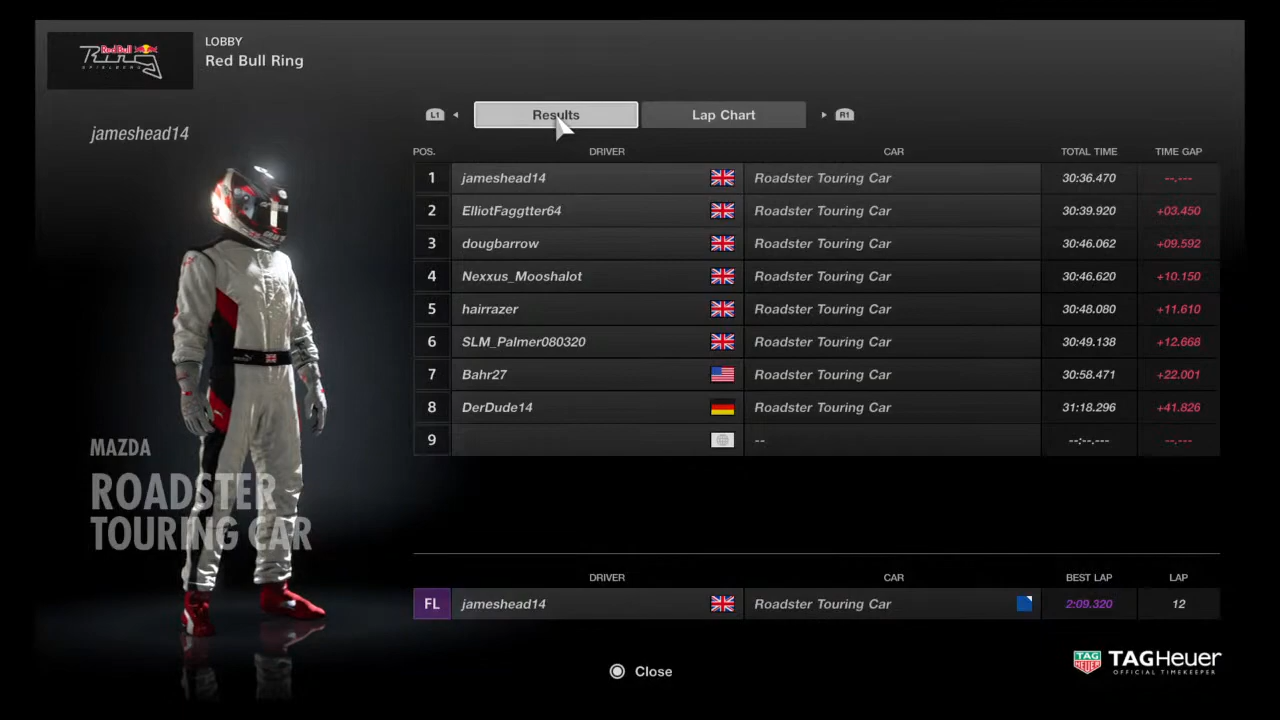 LOBBY
Red Bull Ring
Red Bull
Ring
SPIELBERG
L1 Results Lap Chart R1
jameshead14
POS. DRIVER CAR TOTAL TIME TIME GAP
1 jameshead14 Roadster Touring Car 30:36.470 --,---
2 ElliotFaggtter64 Roadster Touring Car 30:39.920 +03.450
3 dougbarrow Roadster Touring Car 30:46.062 +09.592
4 Nexxus_Mooshalot Roadster Touring Car 30:46.620 +10.150
5 hairrazer Roadster Touring Car 30:48.080 +11.610
6 SLM_Palmer080320 Roadster Touring Car 30:49.138 +12.668
7 Bahr27 Roadster Touring Car 30:58.471 +22.001
8 DerDude14 Roadster Touring Car 31:18.296 +41.826
9 -- --:--,--- --,---
MAZDA
ROADSTER
TOURING CAR
DRIVER CAR BEST LAP LAP
FL jameshead14 Roadster Touring Car 2:09.320 12
Close
TAG HEUER TAGHeuer
OFFICIAL TIMEKEEPER